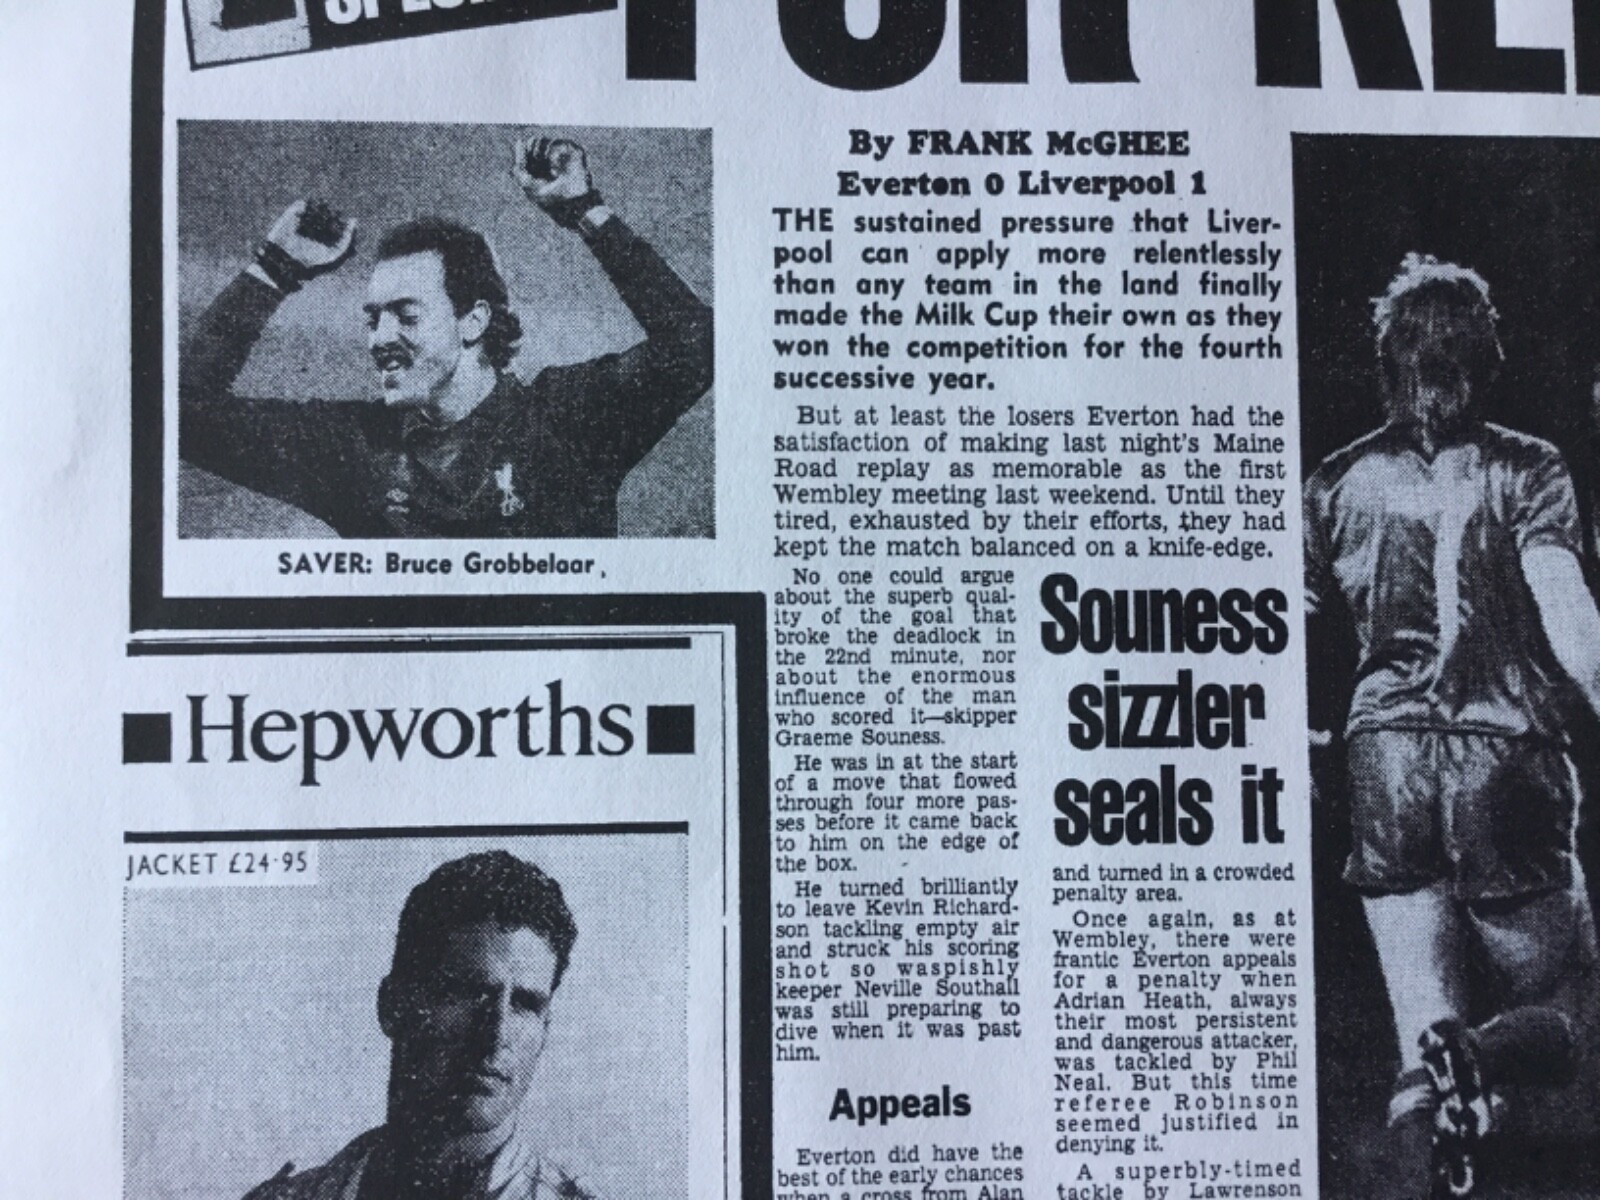 By FRANK McGHEE
Everton 0 Liverpool 1
THE sustained pressure that Liver-
pool can apply more relentlessly
than any team in the land finally
made the Milk Cup their own as they
won the competition for the fourth
successive year.
But at least the losers Everton had the
satisfaction of making last night's Maine
Road replay as memorable as the first
Wembley meeting last weekend. Until they
tired, exhausted by their efforts, they had
kept the match balanced on a knife-edge.
No one could argue
about the superb qual-
ity of the goal that
broke the deadlock in
the 22nd minute, nor
about the enormous
influence of the man
who scored it—skipper
Graeme Souness.
He was in at the start
of a move that flowed
through four more pas-
ses before it came back
to him on the edge of
the box.
He turned brilliantly
to leave Kevin Richard-
son tackling empty air
and struck his scoring
shot so waspishly
keeper Neville Southall
was still preparing to
dive when it was past
him.
Appeals
Everton did have the
best of the early chances
when a cross from Alan
Souness
sizzler
seals it
and turned in a crowded
penalty area.
Once again, as at
Wembley, there were
frantic Everton appeals
for a penalty when
Adrian Heath, always
their most persistent
and dangerous attacker,
was tackled by Phil
Neal. But this time
referee Robinson
seemed justified in
denying it.
A superbly-timed
tackle by Lawrenson
SAVER: Bruce Grobbelaar,
Hepworths
JACKET £24·95